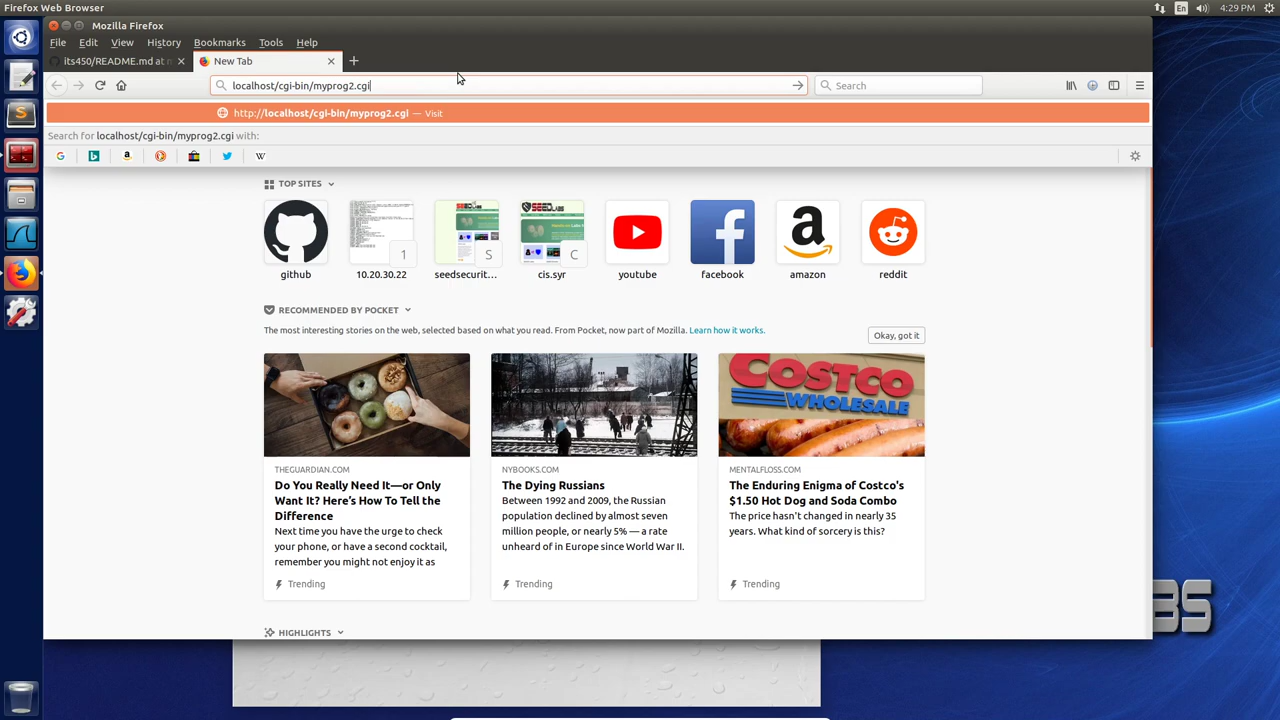 Firefox Web Browser
En
4:29 PM
Mozilla Firefox
File Edit View History Bookmarks Tools Help
its450/README.md at m
New Tab
localhost/cgi-bin/myprog2.cgi
Search
http://localhost/cgi-bin/myprog2.cgi — Visit
Search for localhost/cgi-bin/myprog2.cgi with:
TOP SITES
1
S
C
github
10.20.30.22
seedsecurit...
cis.syr
youtube
facebook
amazon
reddit
RECOMMENDED BY POCKET
The most interesting stories on the web, selected based on what you read. From Pocket, now part of Mozilla. Learn how it works.
Okay, got it
COSTCO
WHOLESALE
THEGUARDIAN.COM
Do You Really Need It—or Only
Want It? Here's How To Tell the
Difference
Next time you have the urge to check
your phone, or have a second cocktail,
remember you might not enjoy it as
Trending
NYBOOKS.COM
The Dying Russians
Between 1992 and 2009, the Russian
population declined by almost seven
million people, or nearly 5% — a rate
unheard of in Europe since World War II.
Trending
MENTALFLOSS.COM
The Enduring Enigma of Costco's
$1.50 Hot Dog and Soda Combo
The price hasn't changed in nearly 35
years. What kind of sorcery is this?
Trending
HIGHLIGHTS